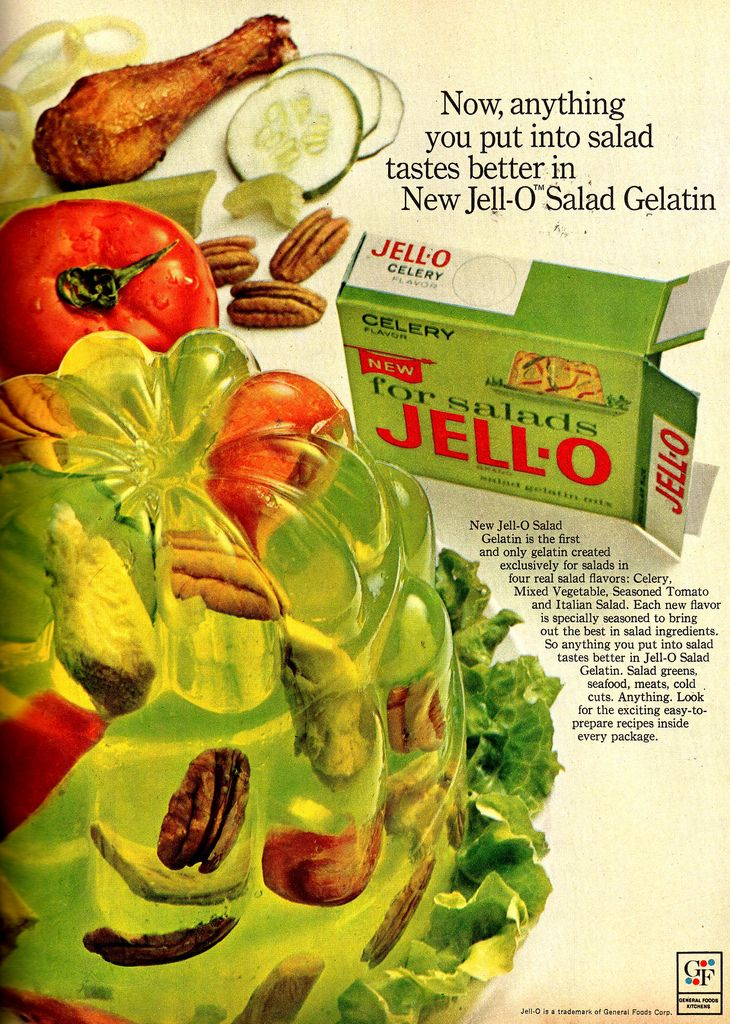 Now, anything
you put into salad
tastes better in
New Jell-O™ Salad Gelatin
JELL-O
CELERY
FLAVOR
CELERY
FLAVOR
NEW
for salads
JELL-O
BRAND
salad gelatin mix
JELL-O
New Jell-O Salad
Gelatin is the first
and only gelatin created
exclusively for salads in
four real salad flavors: Celery,
Mixed Vegetable, Seasoned Tomato
and Italian Salad. Each new flavor
is specially seasoned to bring
out the best in salad ingredients.
So anything you put into salad
tastes better in Jell-O Salad
Gelatin. Salad greens,
seafood, meats, cold
cuts. Anything. Look
for the exciting easy-to-
prepare recipes inside
every package.
GF
GENERAL FOODS
KITCHENS
Jell-O is a trademark of General Foods Corp.